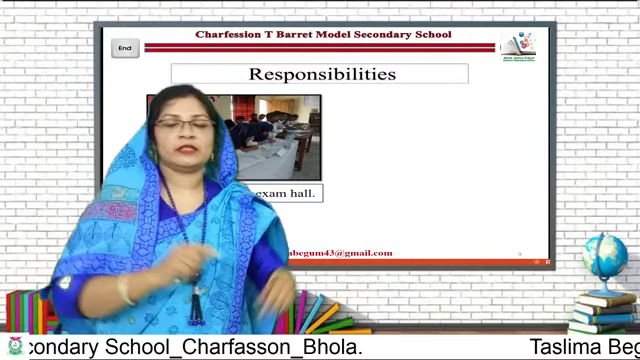 Charfession T Barret Model Secondary School
End
Responsibilities
exam hall.
abegum43@gmail.com
condary School_Charfasson_Bhola.
Taslima Beg